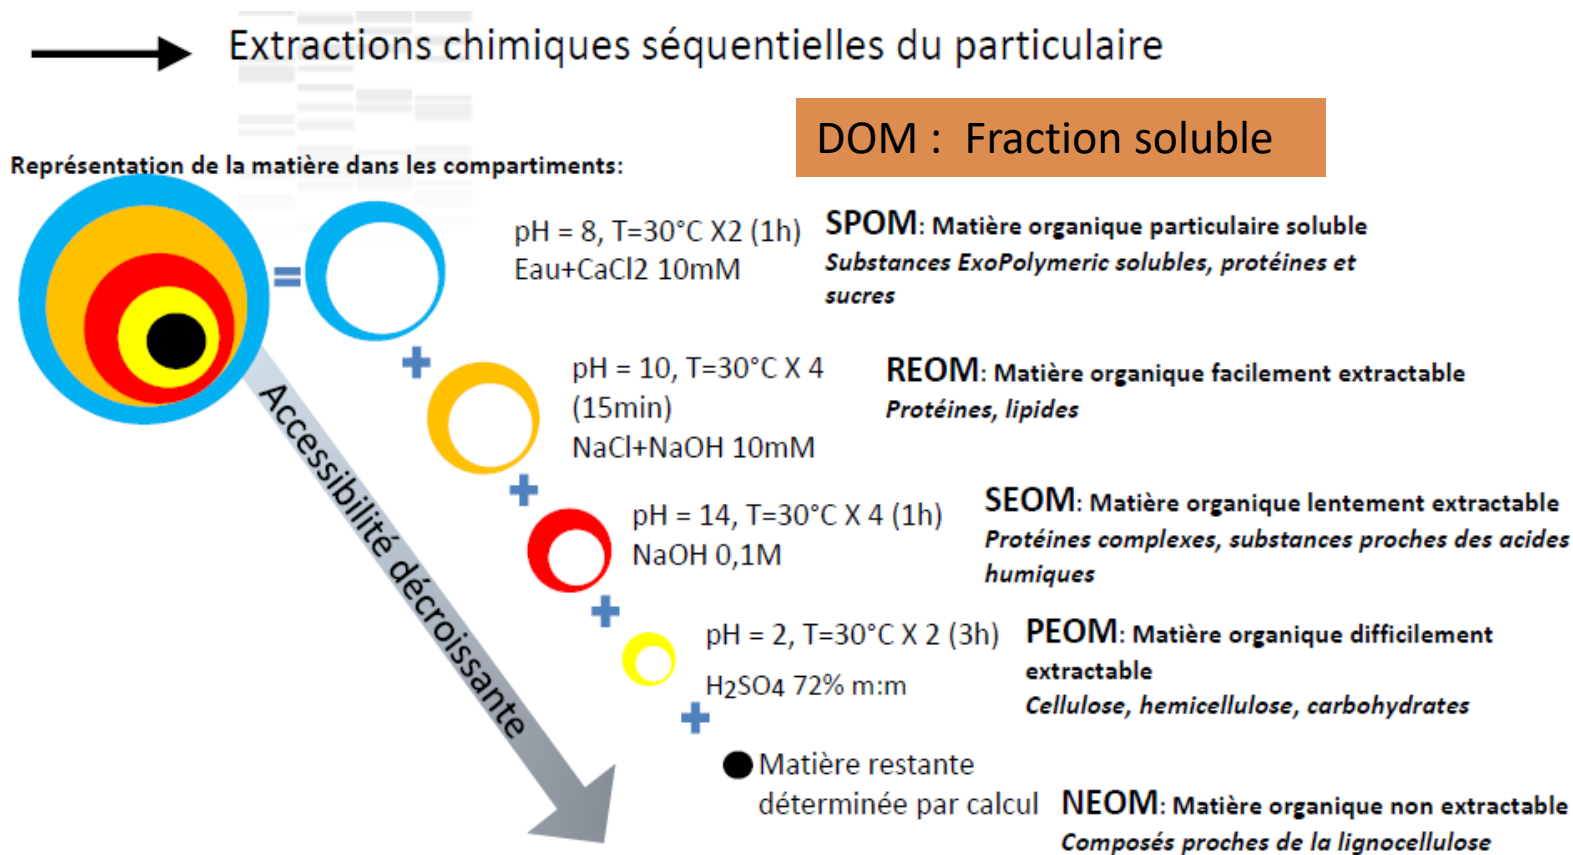 Extractions chimiques séquentielles du particulaire
DOM : Fraction soluble
Représentation de la matière dans les compartiments:
pH = 8, T=30°C X2 (1h)
Eau+CaCl2 10mM
SPOM: Matière organique particulaire soluble
Substances ExoPolymeric solubles, protéines et
sucres
=
+
pH = 10, T=30°C X 4
(15min)
NaCl+NaOH 10mM
REOM: Matière organique facilement extractable
Protéines, lipides
Accessibilité décroissante
+
pH = 14, T=30°C X 4 (1h)
NaOH 0,1M
SEOM: Matière organique lentement extractable
Protéines complexes, substances proches des acides
humiques
+
pH = 2, T=30°C X 2 (3h)
H2SO4 72% m:m
PEOM: Matière organique difficilement
extractable
Cellulose, hemicellulose, carbohydrates
+
Matière restante
déterminée par calcul
NEOM: Matière organique non extractable
Composés proches de la lignocellulose